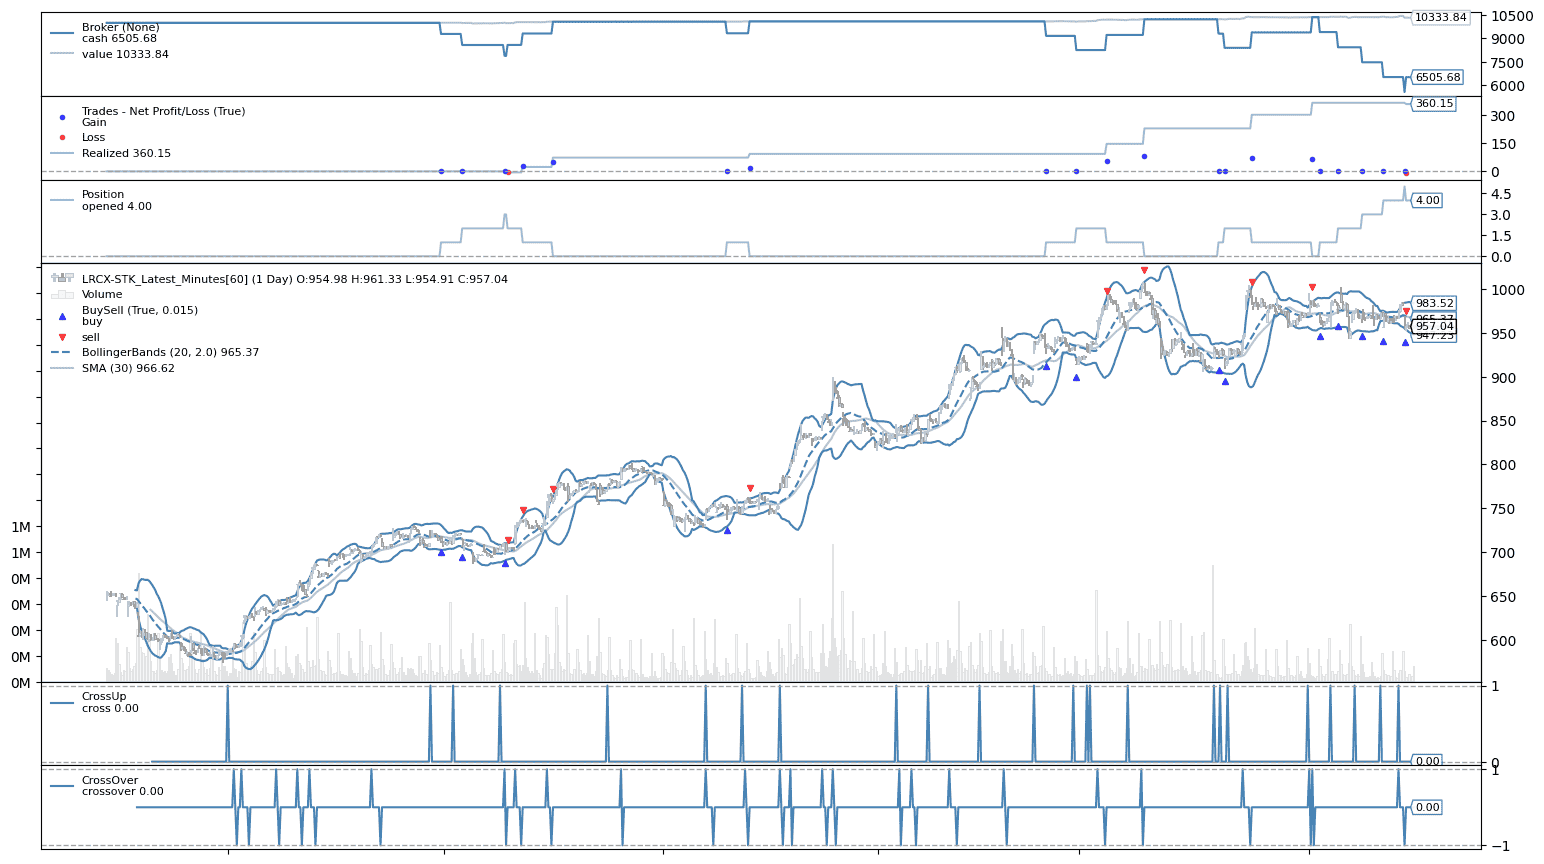 Broker (None)
cash 6505.68
value 10333.84
10333.84
6505.68
10500
9000
7500
6000
Trades - Net Profit/Loss (True)
Gain
Loss
Realized 360.15
360.15
300
150
0
Position
opened 4.00
4.00
4.5
3.0
1.5
0.0
LRCX-STK_Latest_Minutes[60] (1 Day) O:954.98 H:961.33 L:954.91 C:957.04
Volume
BuySell (True, 0.015)
buy
sell
BollingerBands (20, 2.0) 965.37
SMA (30) 966.62
983.52
965.37
957.04
947.23
1000
950
900
850
800
750
700
650
600
1M
1M
0M
0M
0M
0M
0M
CrossUp
cross 0.00
0.00
1
0
CrossOver
crossover 0.00
0.00
1
−1